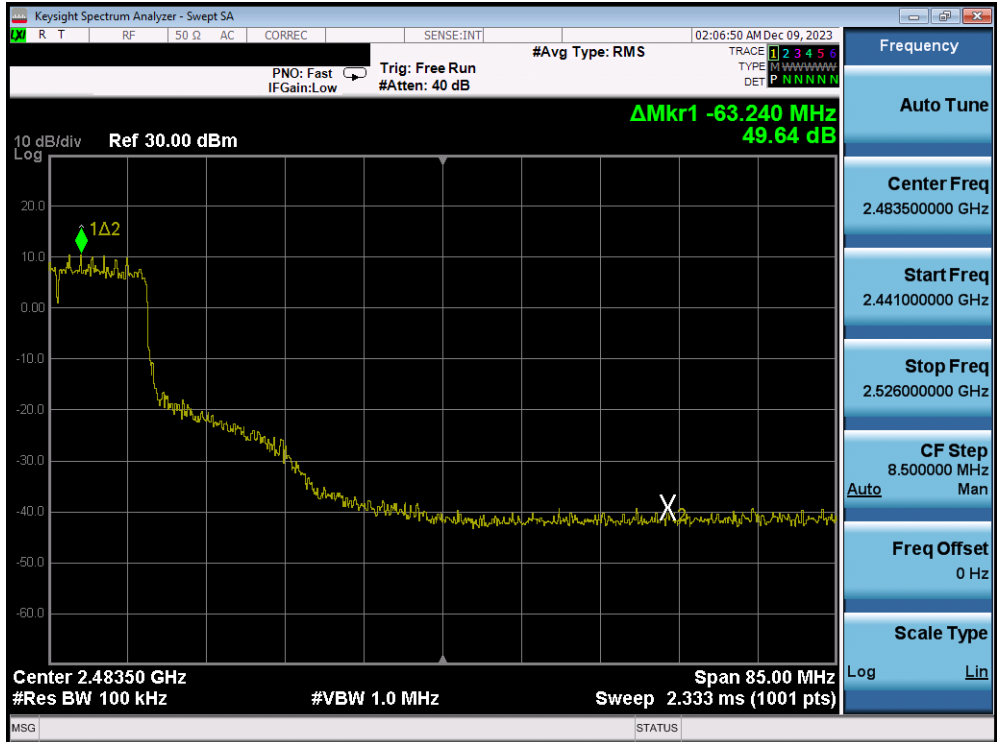 Keysight Spectrum Analyzer - Swept SA
LXI R T RF 50 Ω AC CORREC SENSE:INT 02:06:50 AM Dec 09, 2023
#Avg Type: RMS
TRACE 1 2 3 4 5 6
PNO: Fast Trig: Free Run TYPE M WWWWW
IFGain:Low #Atten: 40 dB DET P N N N N N
ΔMkr1 -63.240 MHz
49.64 dB
10 dB/div Ref 30.00 dBm
Log
20.0
1Δ2
10.0
0.00
-10.0
-20.0
-30.0
-40.0
2
-50.0
-60.0
Center 2.48350 GHz Span 85.00 MHz
#Res BW 100 kHz #VBW 1.0 MHz Sweep 2.333 ms (1001 pts)
MSG STATUS
Frequency
Auto Tune
Center Freq
2.483500000 GHz
Start Freq
2.441000000 GHz
Stop Freq
2.526000000 GHz
CF Step
8.500000 MHz
Auto Man
Freq Offset
0 Hz
Scale Type
Log Lin